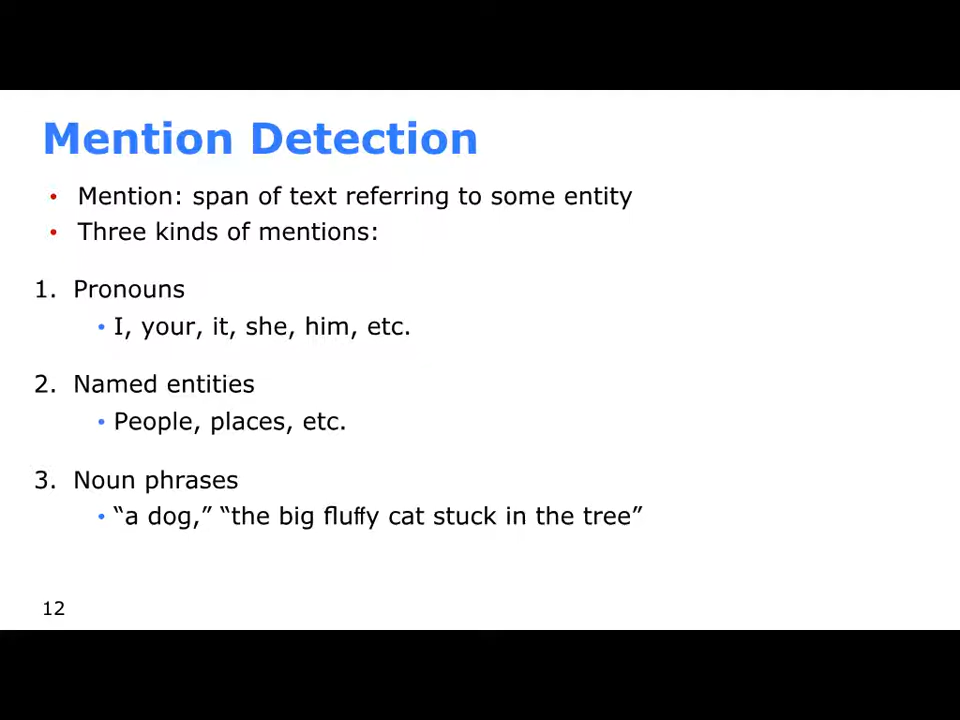 Mention Detection
• Mention: span of text referring to some entity
• Three kinds of mentions:
1. Pronouns
• I, your, it, she, him, etc.
2. Named entities
• People, places, etc.
3. Noun phrases
• “a dog,” “the big fluffy cat stuck in the tree”
12